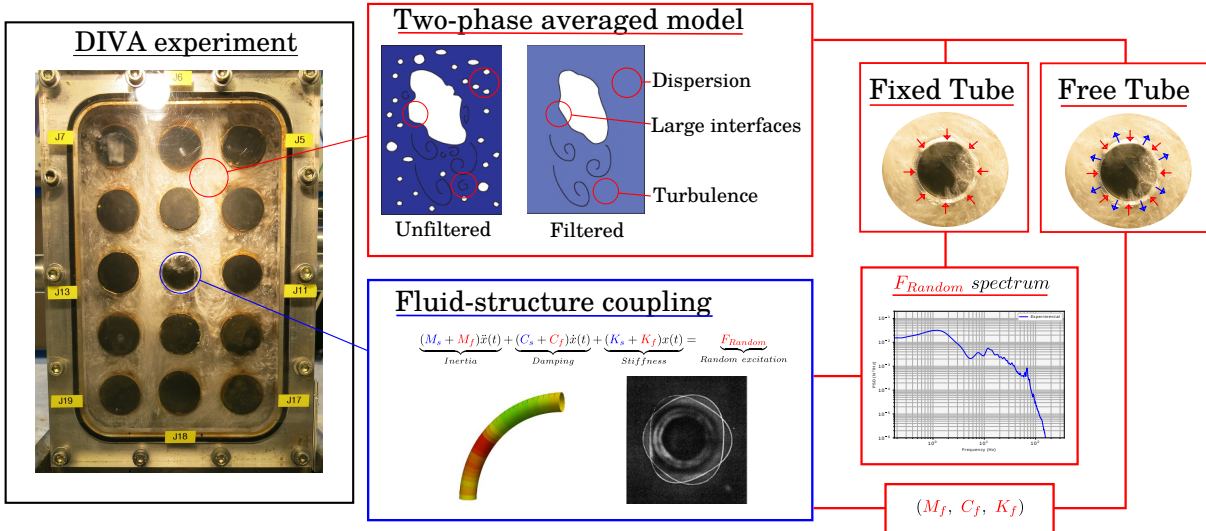 DIVA experiment
J6
J7
J5
J13
J11
J19
J17
J18
Two-phase averaged model
Dispersion
Large interfaces
Turbulence
Unfiltered
Filtered
Fluid-structure coupling
(M_s + M_f)ẍ(t) + (C_s + C_f)ẋ(t) + (K_s + K_f)x(t) = F_Random
Inertia Damping Stiffness Random excitation
Fixed Tube
Free Tube
F_Random spectrum
Experimental
Frequency (Hz)
(M_f, C_f, K_f)